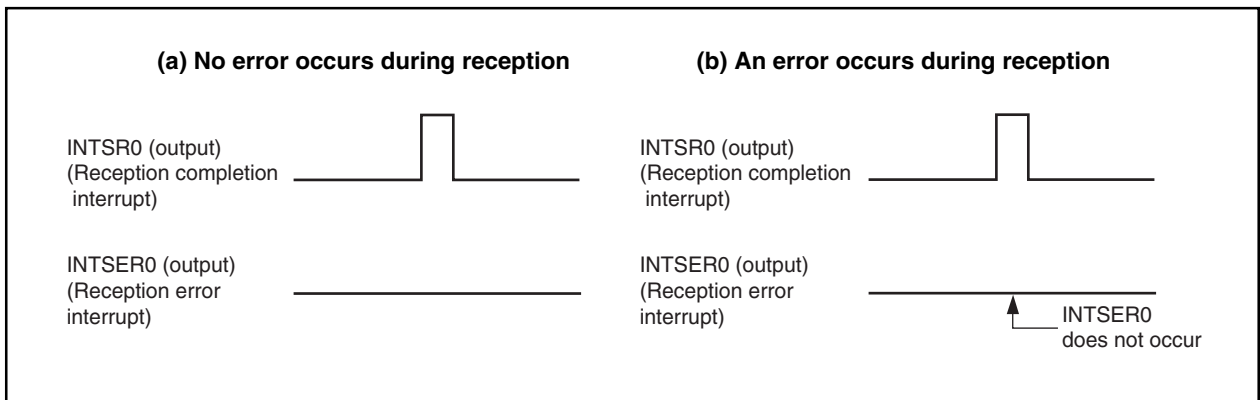 (a) No error occurs during reception
INTSR0 (output)
(Reception completion
interrupt)
INTSER0 (output)
(Reception error
interrupt)
(b) An error occurs during reception
INTSR0 (output)
(Reception completion
interrupt)
INTSER0 (output)
(Reception error
interrupt)
INTSER0
does not occur